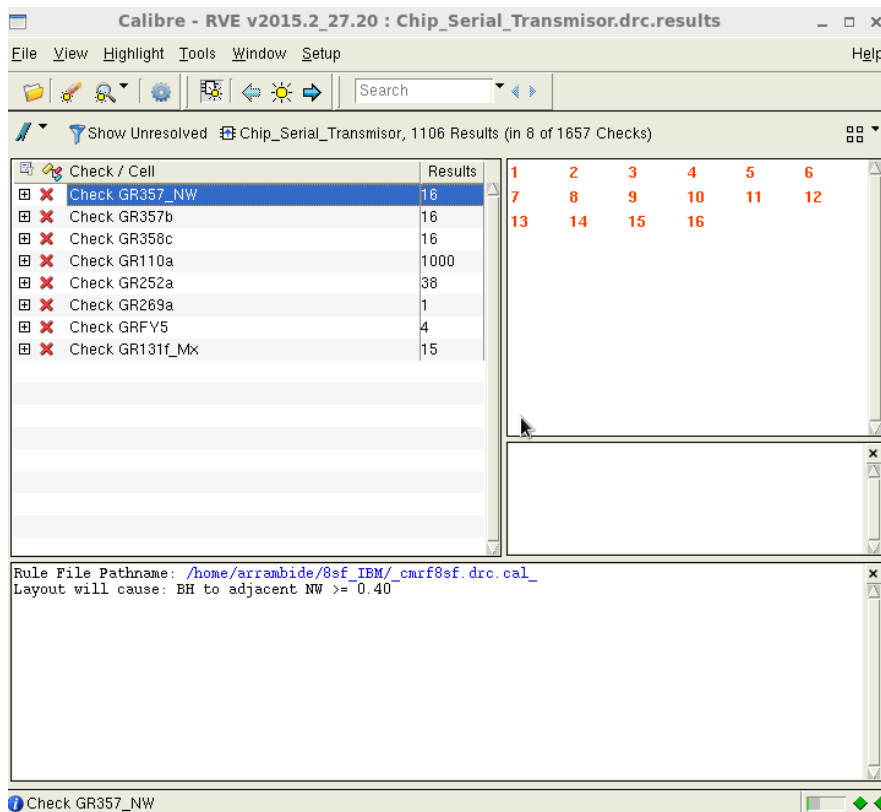 Calibre - RVE v2015.2_27.20 : Chip_Serial_Transmisor.drc.results
File View Highlight Tools Window Setup Help
Search
Show Unresolved Chip_Serial_Transmisor, 1106 Results (in 8 of 1657 Checks)
Check / Cell Results
Check GR357_NW 16
Check GR357b 16
Check GR358c 16
Check GR110a 1000
Check GR252a 38
Check GR269a 1
Check GRFY5 4
Check GR131f_Mx 15
1 2 3 4 5 6
7 8 9 10 11 12
13 14 15 16
Rule File Pathname: /home/arrambide/8sf_IBM/_cmrf8sf.drc.cal_
Layout will cause: BH to adjacent NW >= 0.40
Check GR357_NW